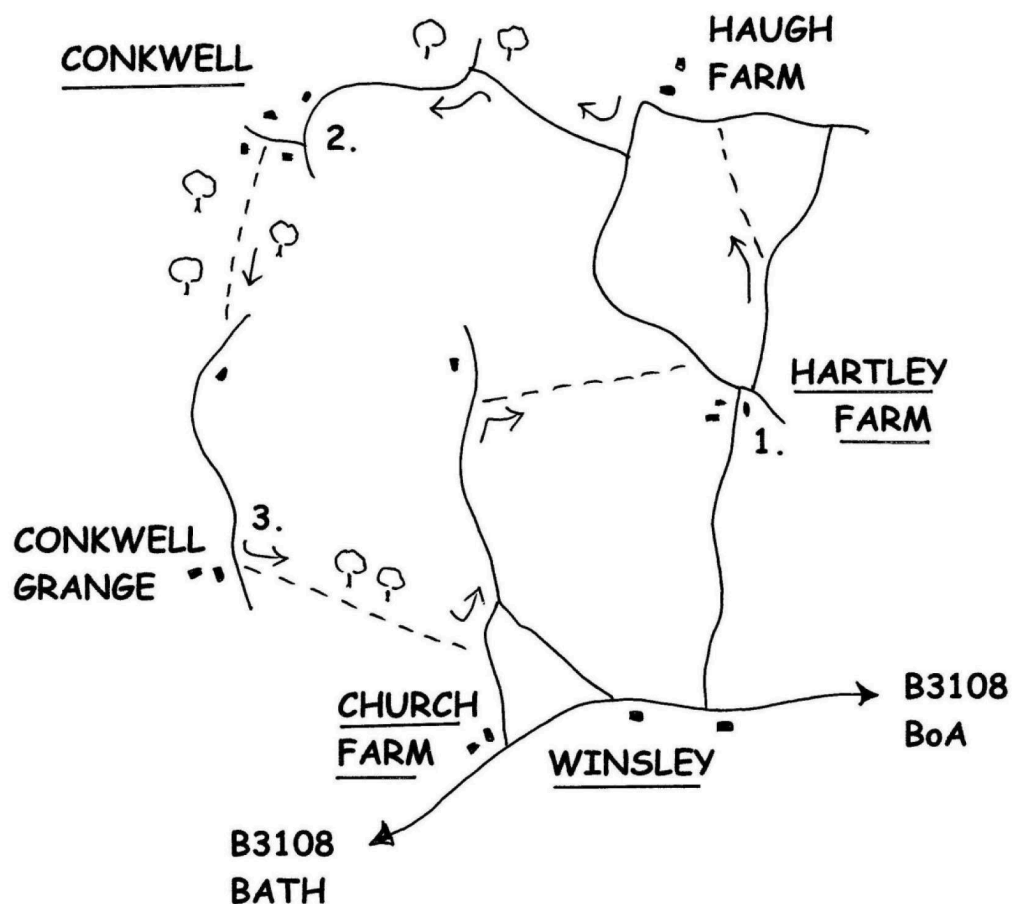 HAUGH
FARM
CONKWELL
2.
HARTLEY
FARM
1.
3.
CONKWELL
GRANGE
CHURCH
FARM
WINSLEY
B3108
BoA
B3108
BATH